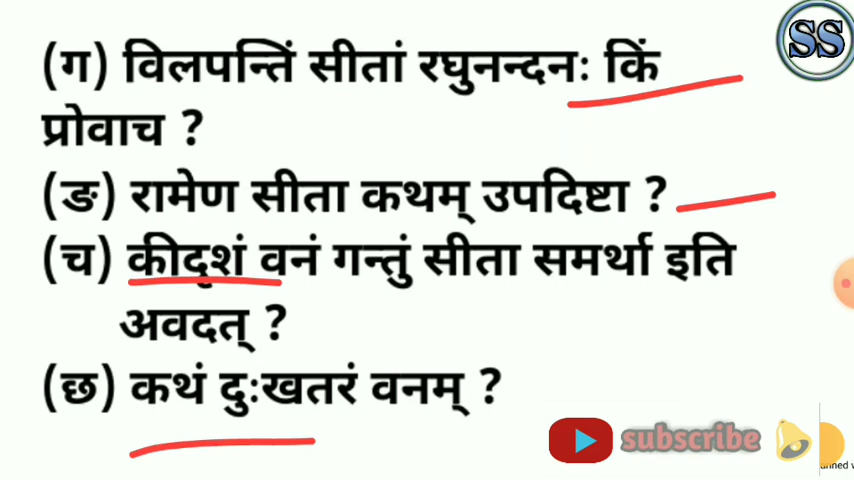 SS
(ग) विलपन्तिं सीतां रघुनन्दनः किं
प्रोवाच ?
(ङ) रामेण सीता कथम् उपदिष्टा ?
(च) कीदृशं वनं गन्तुं सीता समर्था इति
अवदत् ?
(छ) कथं दुःखतरं वनम् ?
subscribe